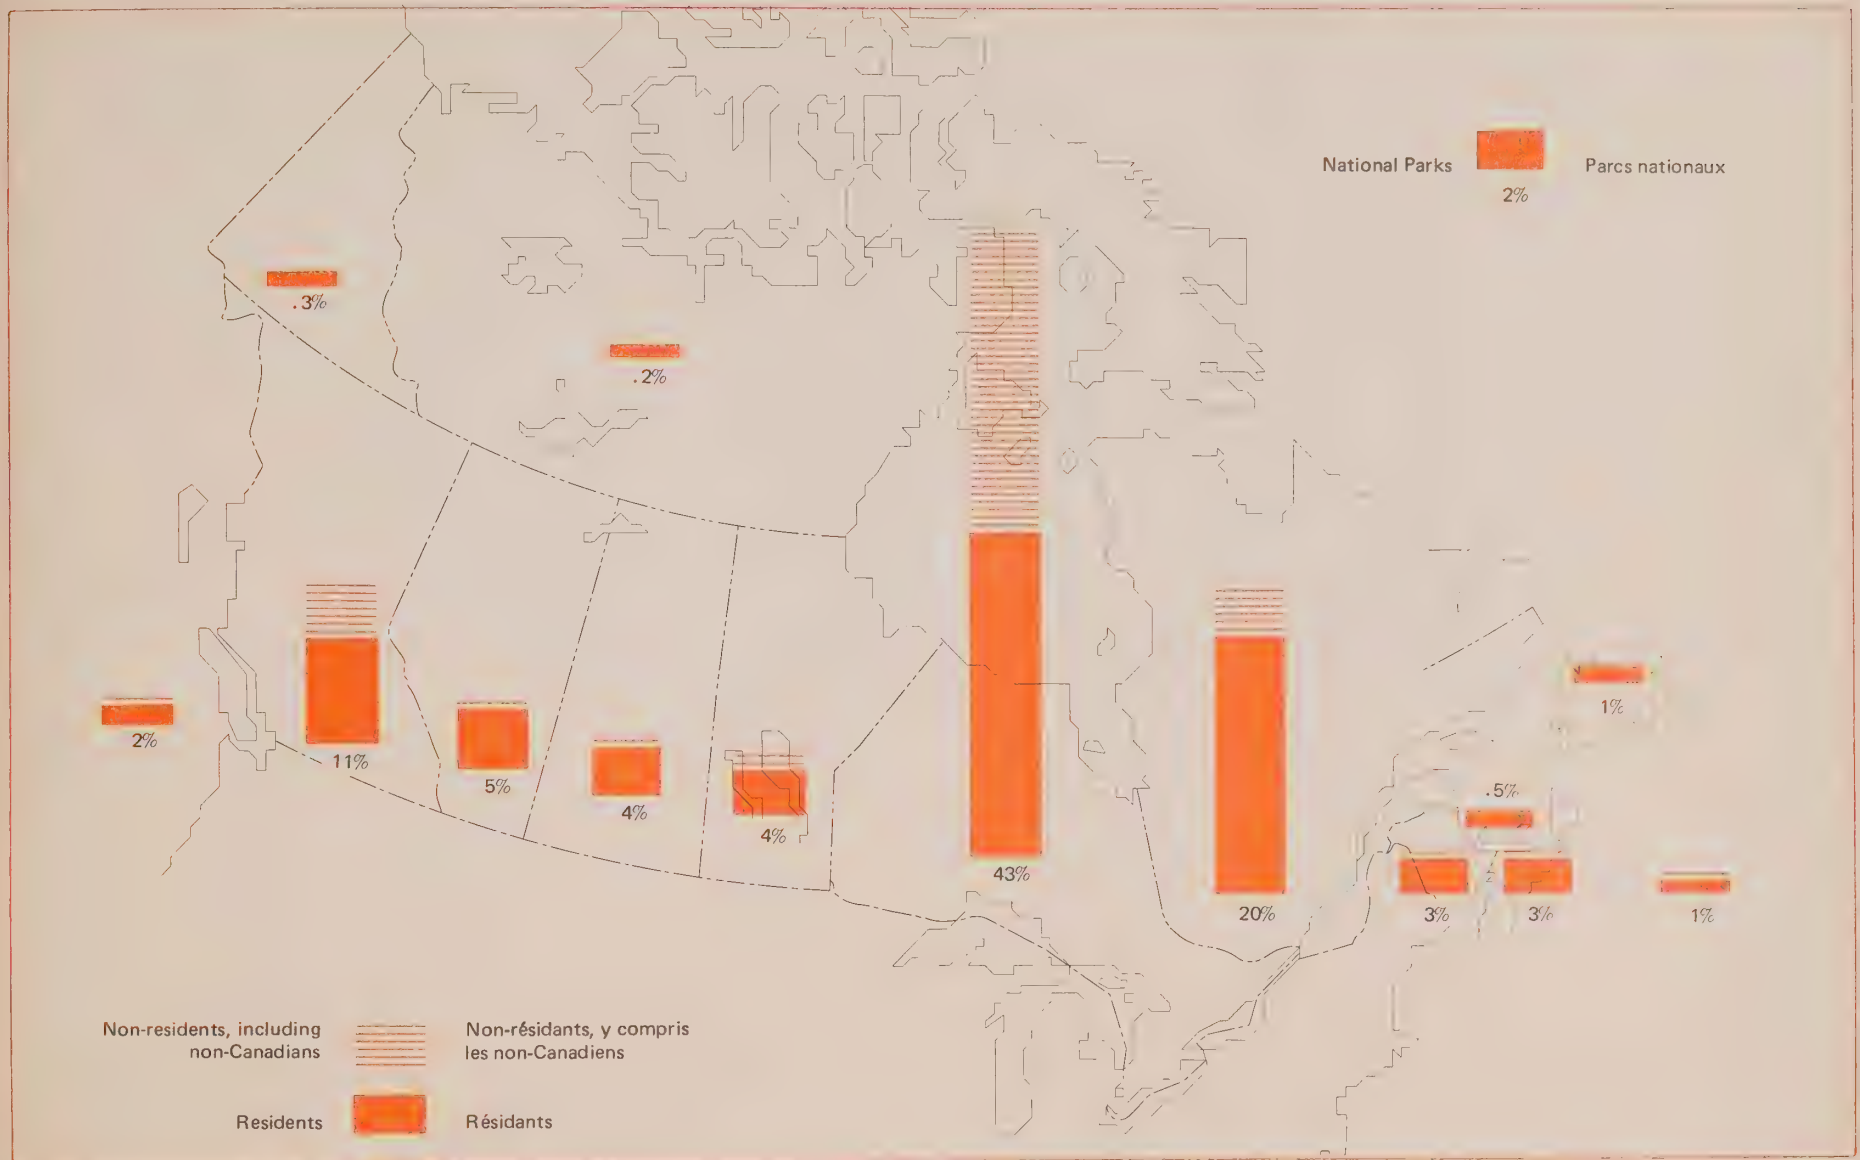 National Parks
Parcs nationaux
2%
.3%
.2%
2%
11%
5%
4%
4%
43%
20%
1%
.5%
3%
3%
1%
Non-residents, including
non-Canadians
Non-résidants, y compris
les non-Canadiens
Residents
Résidants